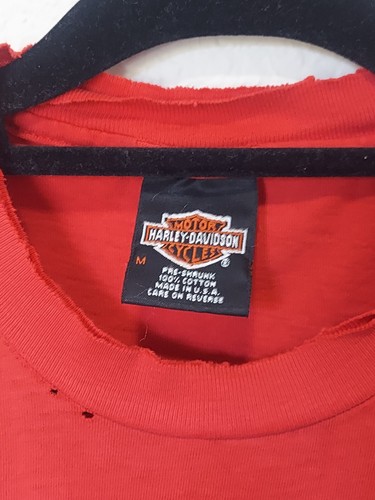 MOTOR
HARLEY-DAVIDSON
CYCLES
®
M
PRE-SHRUNK
100% COTTON
MADE IN U.S.A.
CARE ON REVERSE